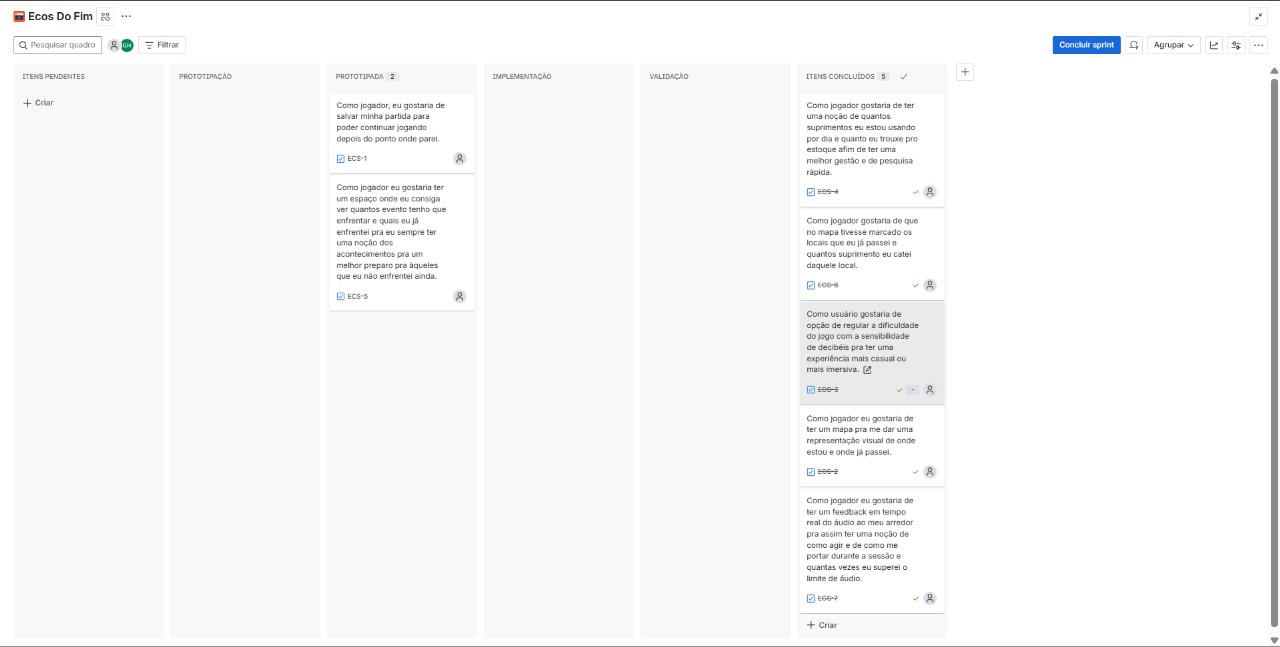 Ecos Do Fim
Pesquisar quadro
GH
Filtrar
Concluir sprint
Agrupar
ITENS PENDENTES
Criar
PROTOTIPAÇÃO
PROTOTIPADA 2
Como jogador, eu gostaria de
salvar minha partida para
poder continuar jogando
depois do ponto onde parei.
ECS-1
Como jogador eu gostaria ter
um espaço onde eu consiga
ver quantos evento tenho que
enfrentar e quais eu já
enfrentei pra eu sempre ter
uma noção dos
acontecimentos pra um
melhor preparo pra àqueles
que eu não enfrentei ainda.
ECS-5
IMPLEMENTAÇÃO
VALIDAÇÃO
ITENS CONCLUÍDOS 5
Como jogador gostaria de ter
uma noção de quantos
suprimentos eu estou usando
por dia e quanto eu trouxe pro
estoque afim de ter uma
melhor gestão e de pesquisa
rápida.
ECS-4
Como jogador gostaria de que
no mapa tivesse marcado os
locais que eu já passei e
quantos suprimento eu catei
daquele local.
ECS-6
Como usuário gostaria de
opção de regular a dificuldade
do jogo com a sensibilidade
de decibéis pra ter uma
experiência mais casual ou
mais imersiva.
ECS-3
-
Como jogador eu gostaria de
ter um mapa pra me dar uma
representação visual de onde
estou e onde já passei.
ECS-2
Como jogador eu gostaria de
ter um feedback em tempo
real do áudio ao meu arredor
pra assim ter uma noção de
como agir e de como me
portar durante a sessão e
quantas vezes eu superei o
limite de áudio.
ECS-7
Criar